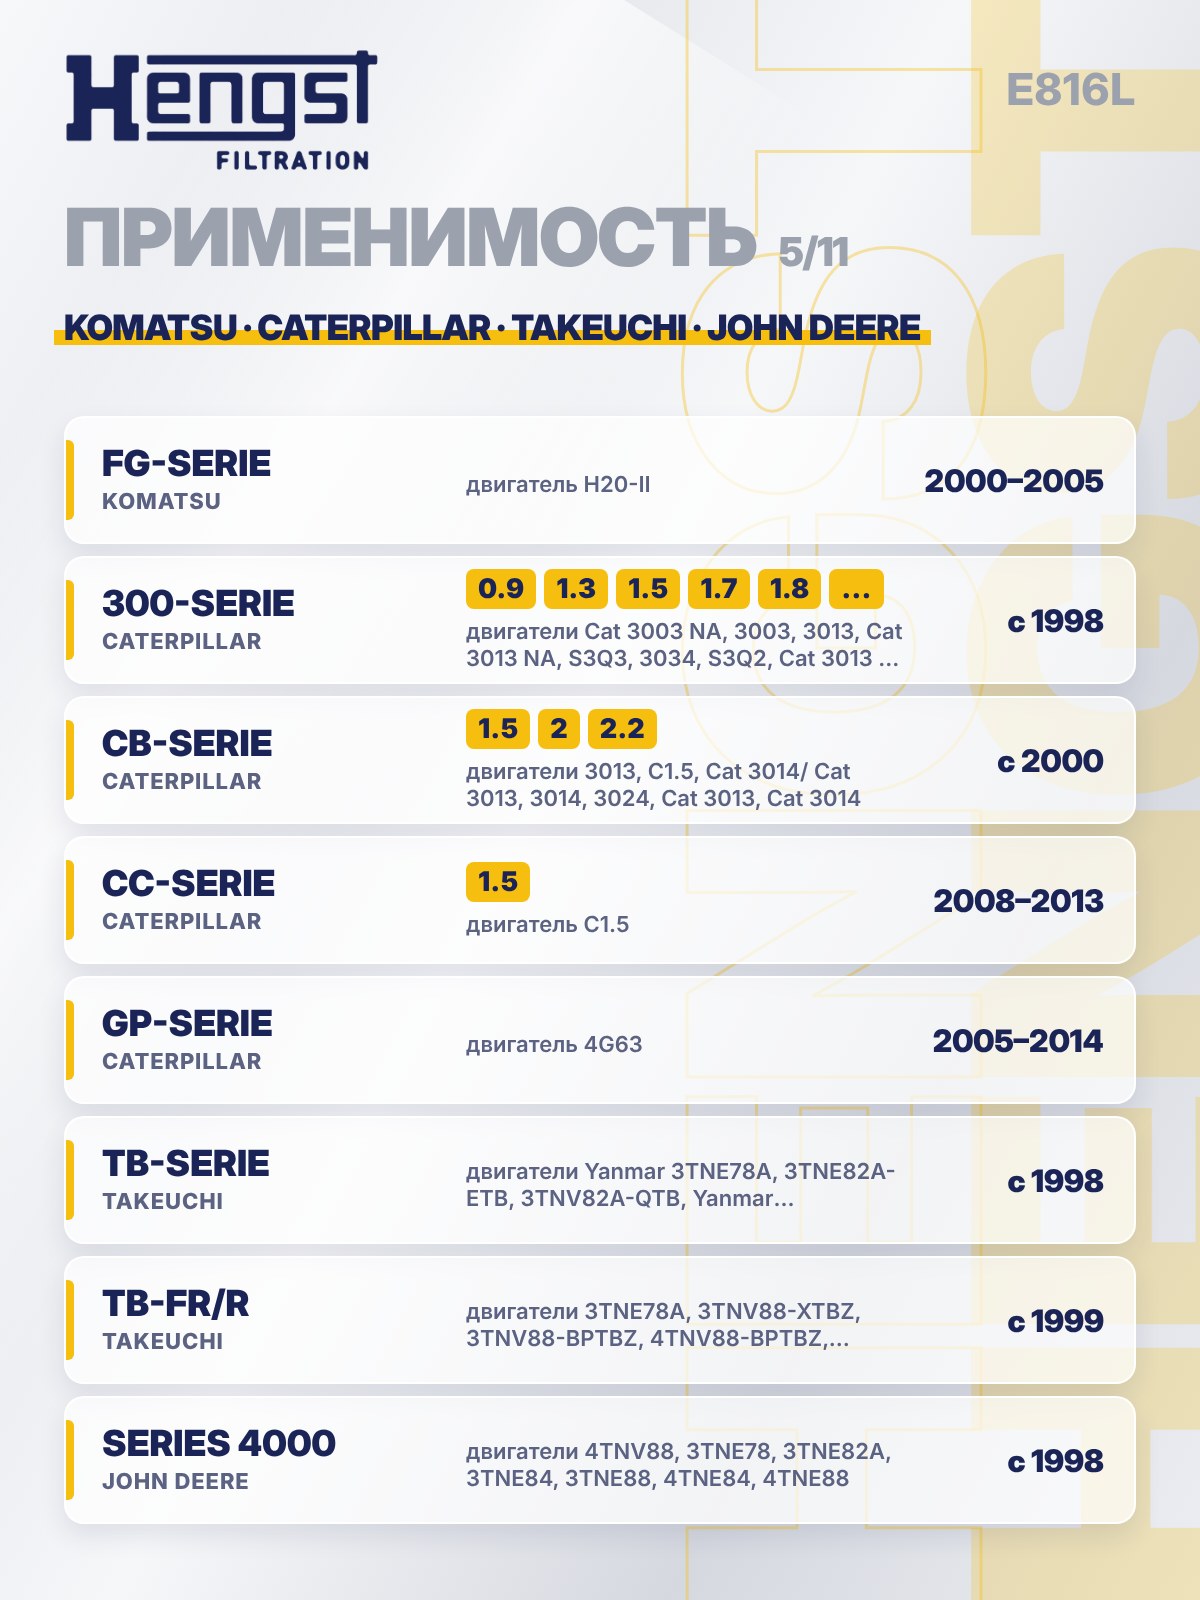 Hengst
FILTRATION
E816L
ПРИМЕНИМОСТЬ 5/11
KOMATSU · CATERPILLAR · TAKEUCHI · JOHN DEERE
FG-SERIE
KOMATSU
двигатель H20-II
2000–2005
300-SERIE
CATERPILLAR
0.9 1.3 1.5 1.7 1.8 ...
двигатели Cat 3003 NA, 3003, 3013, Cat
3013 NA, S3Q3, 3034, S3Q2, Cat 3013 ...
с 1998
CB-SERIE
CATERPILLAR
1.5 2 2.2
двигатели 3013, C1.5, Cat 3014/ Cat
3013, 3014, 3024, Cat 3013, Cat 3014
с 2000
CC-SERIE
CATERPILLAR
1.5
двигатель C1.5
2008–2013
GP-SERIE
CATERPILLAR
двигатель 4G63
2005–2014
TB-SERIE
TAKEUCHI
двигатели Yanmar 3TNE78A, 3TNE82A-
ETB, 3TNV82A-QTB, Yanmar...
с 1998
TB-FR/R
TAKEUCHI
двигатели 3TNE78A, 3TNV88-XTBZ,
3TNV88-BPTBZ, 4TNV88-BPTBZ,...
с 1999
SERIES 4000
JOHN DEERE
двигатели 4TNV88, 3TNE78, 3TNE82A,
3TNE84, 3TNE88, 4TNE84, 4TNE88
с 1998
HENGST